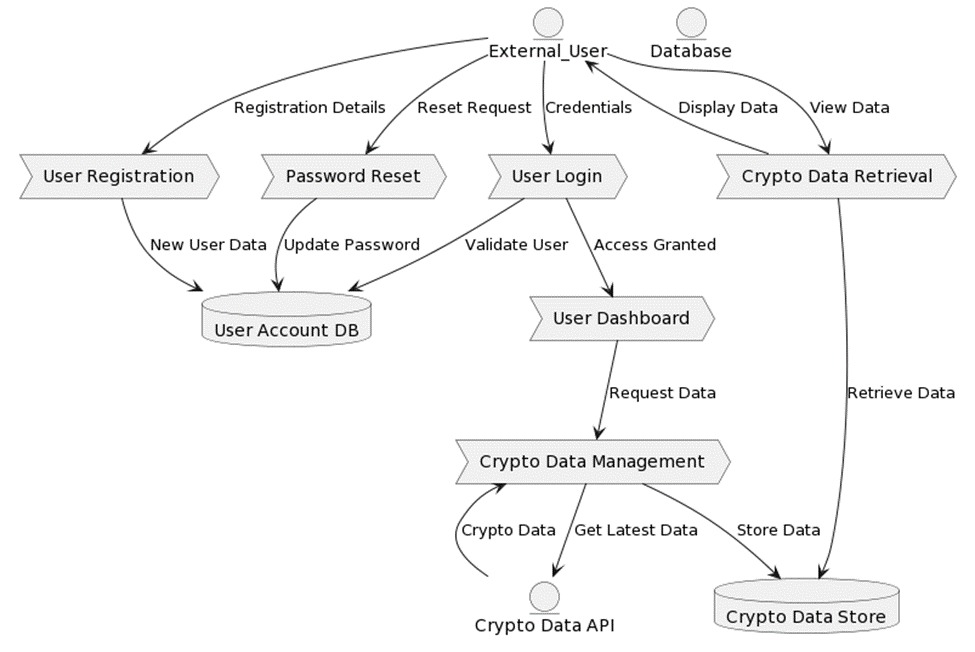 External_User
Database
Registration Details
Reset Request
Credentials
Display Data
View Data
User Registration
Password Reset
User Login
Crypto Data Retrieval
New User Data
Update Password
Validate User
Access Granted
User Account DB
User Dashboard
Request Data
Retrieve Data
Crypto Data Management
Crypto Data
Get Latest Data
Store Data
Crypto Data API
Crypto Data Store